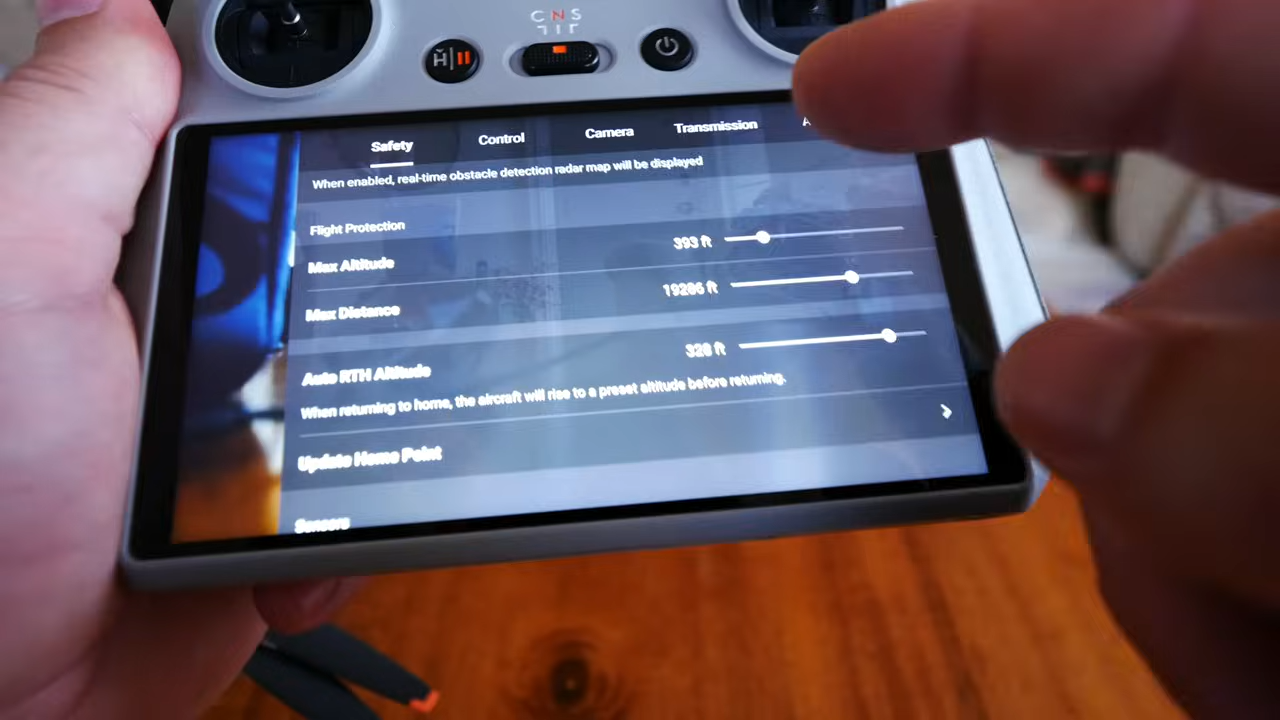 C N S
H
Safety Control Camera Transmission A
When enabled, real-time obstacle detection radar map will be displayed
Flight Protection
Max Altitude 393 ft
Max Distance 19286 ft
Auto RTH Altitude 328 ft
When returning to home, the aircraft will rise to a preset altitude before returning.
Update Home Point
Sensors